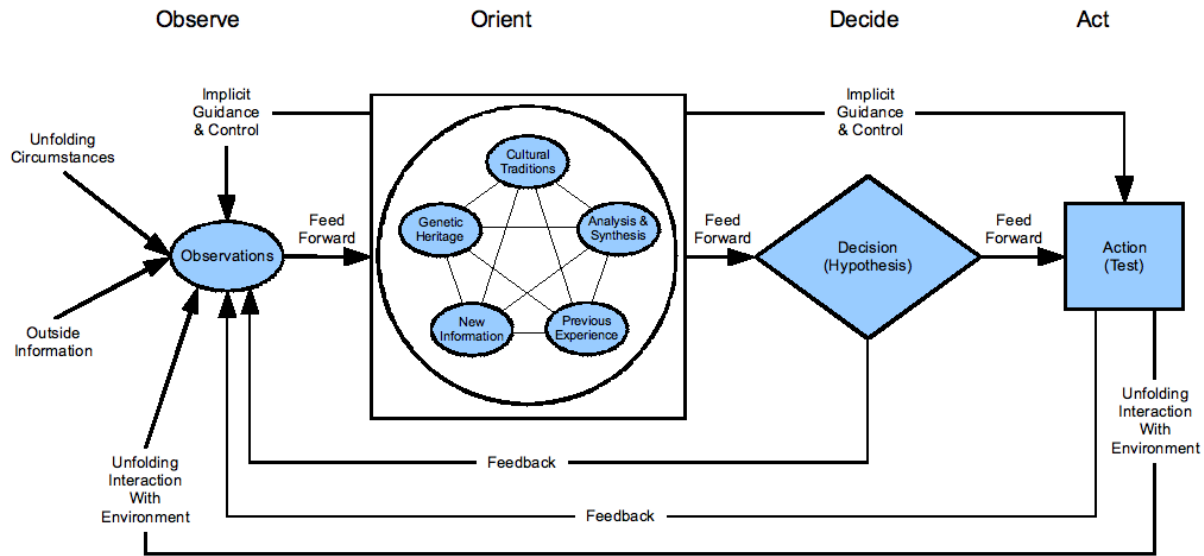 Observe
Orient
Decide
Act
Implicit
Guidance
& Control
Implicit
Guidance
& Control
Unfolding
Circumstances
Cultural
Traditions
Genetic
Heritage
Analysis &
Synthesis
Feed
Forward
Feed
Forward
Feed
Forward
Observations
Decision
(Hypothesis)
Action
(Test)
New
Information
Previous
Experience
Outside
Information
Unfolding
Interaction
With
Environment
Unfolding
Interaction
With
Environment
Feedback
Feedback